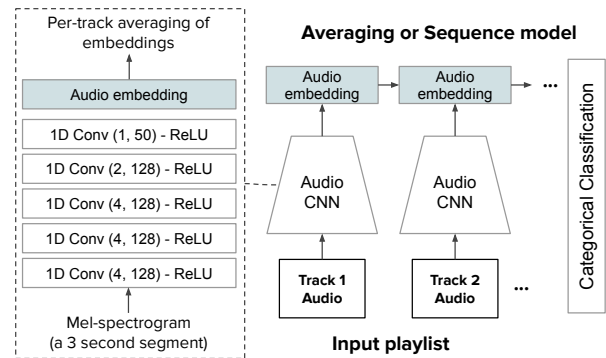 Per-track averaging of
embeddings
Audio embedding
1D Conv (1, 50) - ReLU
1D Conv (2, 128) - ReLU
1D Conv (4, 128) - ReLU
1D Conv (4, 128) - ReLU
1D Conv (4, 128) - ReLU
Mel-spectrogram
(a 3 second segment)
Averaging or Sequence model
Audio
embedding
Audio
embedding
...
Audio
CNN
Audio
CNN
Track 1
Audio
Track 2
Audio
...
Input playlist
Categorical Classification